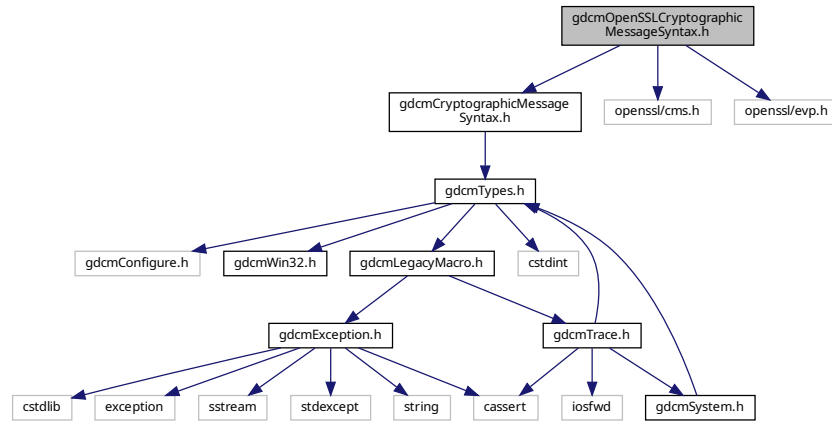 gdcmOpenSSLCryptographic
MessageSyntax.h
gdcmCryptographicMessage
Syntax.h
openssl/cms.h
openssl/evp.h
gdcmTypes.h
gdcmConfigure.h
gdcmWin32.h
gdcmLegacyMacro.h
cstdint
gdcmException.h
gdcmTrace.h
cstdlib
exception
sstream
stdexcept
string
cassert
iosfwd
gdcmSystem.h